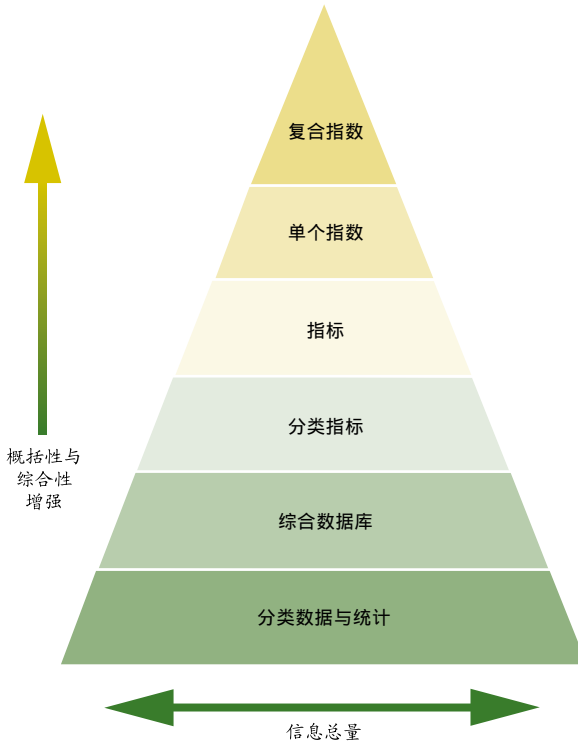 复合指数
单个指数
指标
分类指标
综合数据库
分类数据与统计
概括性与
综合性
增强
信息总量